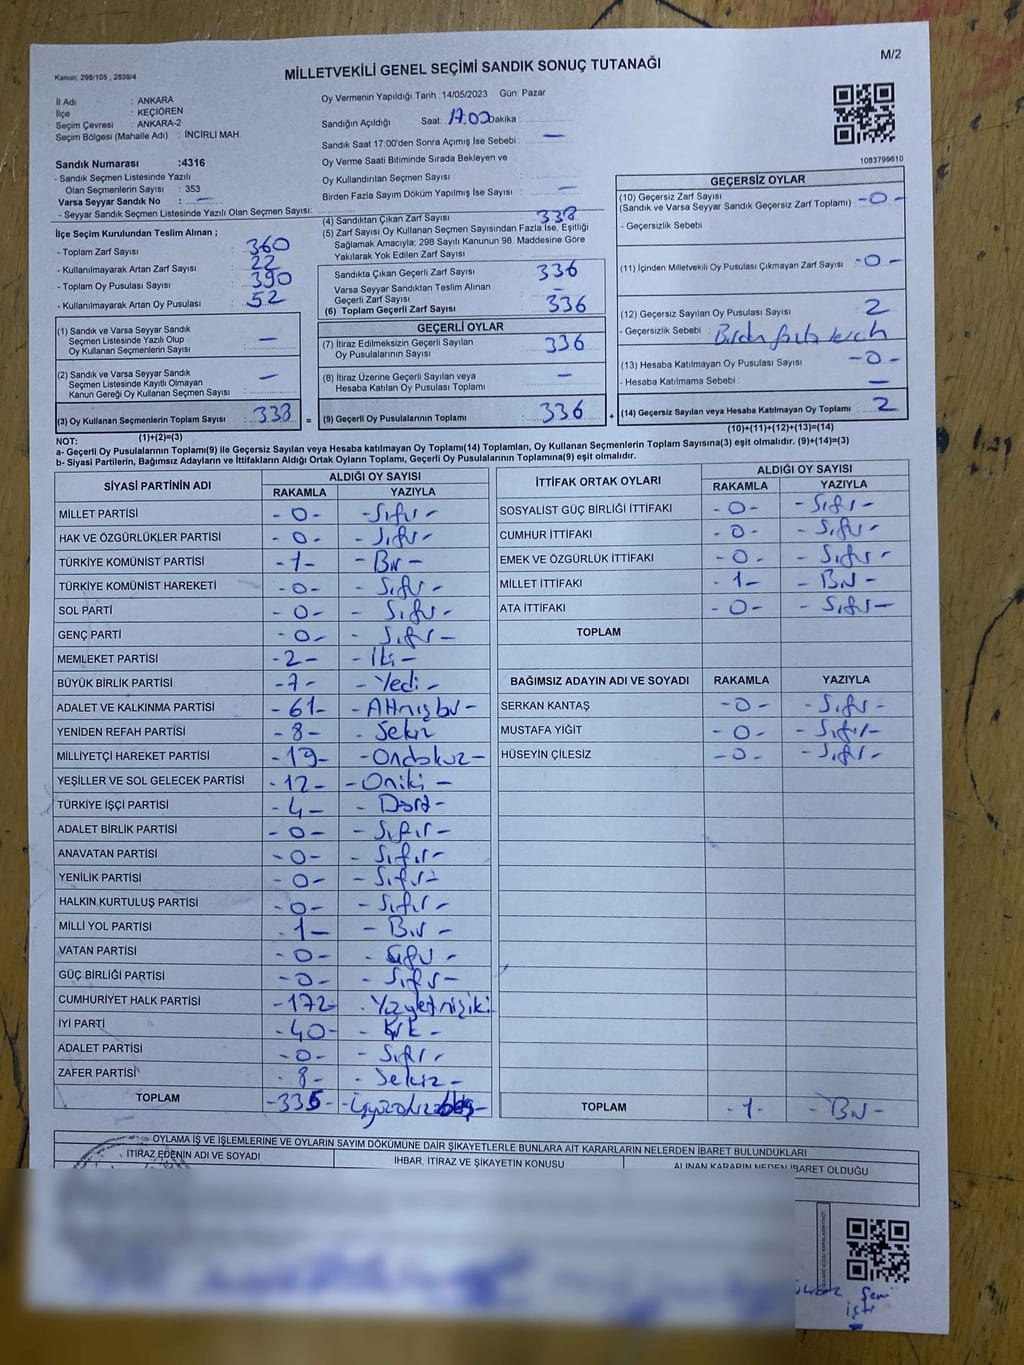 Kanun: 298/105 , 2839/4
MİLLETVEKİLİ GENEL SEÇİMİ SANDIK SONUÇ TUTANAĞI
M/2
İl Adı : ANKARA
İlçe : KEÇİÖREN
Seçim Çevresi : ANKARA-2
Seçim Bölgesi (Mahalle Adı) : İNCİRLİ MAH.
Sandık Numarası :4316
- Sandık Seçmen Listesinde Yazılı
Olan Seçmenlerin Sayısı : 353
Varsa Seyyar Sandık No : —
- Seyyar Sandık Seçmen Listesinde Yazılı Olan Seçmen Sayısı:
Oy Vermenin Yapıldığı Tarih :14/05/2023 Gün: Pazar
Sandığın Açıldığı Saat: 17.00 Dakika :
Sandık Saat 17:00'den Sonra Açımış İse Sebebi : —
Oy Verme Saati Bitiminde Sırada Bekleyen ve
Oy Kullandırılan Seçmen Sayısı :
Birden Fazla Sayım Döküm Yapılmış İse Sayısı : —
1083799610
İlçe Seçim Kurulundan Teslim Alınan ;
- Toplam Zarf Sayısı : 360
- Kullanılmayarak Artan Zarf Sayısı : 22
- Toplam Oy Pusulası Sayısı : 390
- Kullanılmayarak Artan Oy Pusulası : 52
(1) Sandık ve Varsa Seyyar Sandık
Seçmen Listesinde Yazılı Olup
Oy Kullanan Seçmenlerin Sayısı : —
(2) Sandık ve Varsa Seyyar Sandık
Seçmen Listesinde Kayıtlı Olmayan
Kanun Gereği Oy Kullanan Seçmen Sayısı : —
(3) Oy Kullanan Seçmenlerin Toplam Sayısı : 338 =
(1)+(2)=(3)
(4) Sandıktan Çıkan Zarf Sayısı : 338
(5) Zarf Sayısı Oy Kullanan Seçmen Sayısından Fazla İse, Eşitliği
Sağlamak Amacıyla; 298 Sayılı Kanunun 98. Maddesine Göre
Yakılarak Yok Edilen Zarf Sayısı :
Sandıkta Çıkan Geçerli Zarf Sayısı : 336
Varsa Seyyar Sandıktan Teslim Alınan
Geçerli Zarf Sayısı : –
(6) Toplam Geçerli Zarf Sayısı : 336
GEÇERLİ OYLAR
(7) İtiraz Edilmeksizin Geçerli Sayılan
Oy Pusulalarının Sayısı : 336
(8) İtiraz Üzerine Geçerli Sayılan veya
Hesaba Katılan Oy Pusulası Toplamı : —
(9) Geçerli Oy Pusulalarının Toplamı : 336 +
GEÇERSİZ OYLAR
(10) Geçersiz Zarf Sayısı
(Sandık ve Varsa Seyyar Sandık Geçersiz Zarf Toplamı) : -0-
- Geçersizlik Sebebi
(11) İçinden Milletvekili Oy Pusulası Çıkmayan Zarf Sayısı : -0-
(12) Geçersiz Sayılan Oy Pusulası Sayısı : 2
- Geçersizlik Sebebi : Birden fazla tercih
(13) Hesaba Katılmayan Oy Pusulası Sayısı : -0-
- Hesaba Katılmama Sebebi : —
(14) Geçersiz Sayılan veya Hesaba Katılmayan Oy Toplamı : 2
(10)+(11)+(12)+(13)=(14)
NOT:
a- Geçerli Oy Pusulalarının Toplamı(9) ile Geçersiz Sayılan veya Hesaba katılmayan Oy Toplamı(14) Toplamları, Oy Kullanan Seçmenlerin Toplam Sayısına(3) eşit olmalıdır. (9)+(14)=(3)
b- Siyasi Partilerin, Bağımsız Adayların ve İttifakların Aldığı Ortak Oyların Toplamı, Geçerli Oy Pusulalarının Toplamına(9) eşit olmalıdır.
SİYASİ PARTİNİN ADI ALDIĞI OY SAYISI
RAKAMLA YAZIYLA
MİLLET PARTİSİ -0- -Sıfır-
HAK VE ÖZGÜRLÜKLER PARTİSİ -0- -Sıfır-
TÜRKİYE KOMÜNİST PARTİSİ -1- -Bir-
TÜRKİYE KOMÜNİST HAREKETİ -0- -Sıfır-
SOL PARTİ -0- -Sıfır-
GENÇ PARTİ -0- -Sıfır-
MEMLEKET PARTİSİ -2- -İki-
BÜYÜK BİRLİK PARTİSİ -7- -Yedi-
ADALET VE KALKINMA PARTİSİ -61- -Altmışbir-
YENİDEN REFAH PARTİSİ -8- -Sekiz
MİLLİYETÇİ HAREKET PARTİSİ -19- -Ondokuz-
YEŞİLLER VE SOL GELECEK PARTİSİ -12- -Oniki-
TÜRKİYE İŞÇİ PARTİSİ -4- -Dört-
ADALET BİRLİK PARTİSİ -0- -Sıfır-
ANAVATAN PARTİSİ -0- -Sıfır-
YENİLİK PARTİSİ -0- -Sıfır-
HALKIN KURTULUŞ PARTİSİ -0- -Sıfır-
MİLLİ YOL PARTİSİ -1- -Bir-
VATAN PARTİSİ -0- -Sıfır-
GÜÇ BİRLİĞİ PARTİSİ -0- -Sıfır-
CUMHURİYET HALK PARTİSİ -172- -Yüzyetmişiki
İYİ PARTİ -40- -Kırk-
ADALET PARTİSİ -0- -Sıfır-
ZAFER PARTİSİ -8- -Sekiz-
TOPLAM -335- -Üçyüzotuzbeş-
İTTİFAK ORTAK OYLARI ALDIĞI OY SAYISI
RAKAMLA YAZIYLA
SOSYALİST GÜÇ BİRLİĞİ İTTİFAKI -0- -Sıfır-
CUMHUR İTTİFAKI -0- -Sıfır-
EMEK VE ÖZGÜRLÜK İTTİFAKI -0- -Sıfır-
MİLLET İTTİFAKI -1- -Bir-
ATA İTTİFAKI -0- -Sıfır-
TOPLAM
BAĞIMSIZ ADAYIN ADI VE SOYADI RAKAMLA YAZIYLA
SERKAN KANTAŞ -0- -Sıfır-
MUSTAFA YİĞİT -0- -Sıfır-
HÜSEYİN ÇİLESİZ -0- -Sıfır-
TOPLAM -1- -Bir-
OYLAMA İŞ VE İŞLEMLERİNE VE OYLARIN SAYIM DÖKÜMÜNE DAİR ŞİKAYETLERLE BUNLARA AİT KARARLARIN NELERDEN İBARET BULUNDUKLARI
İTİRAZ EDENİN ADI VE SOYADI İHBAR, İTİRAZ VE ŞİKAYETİN KONUSU ALINAN KARARIN NEDEN İBARET OLDUĞU